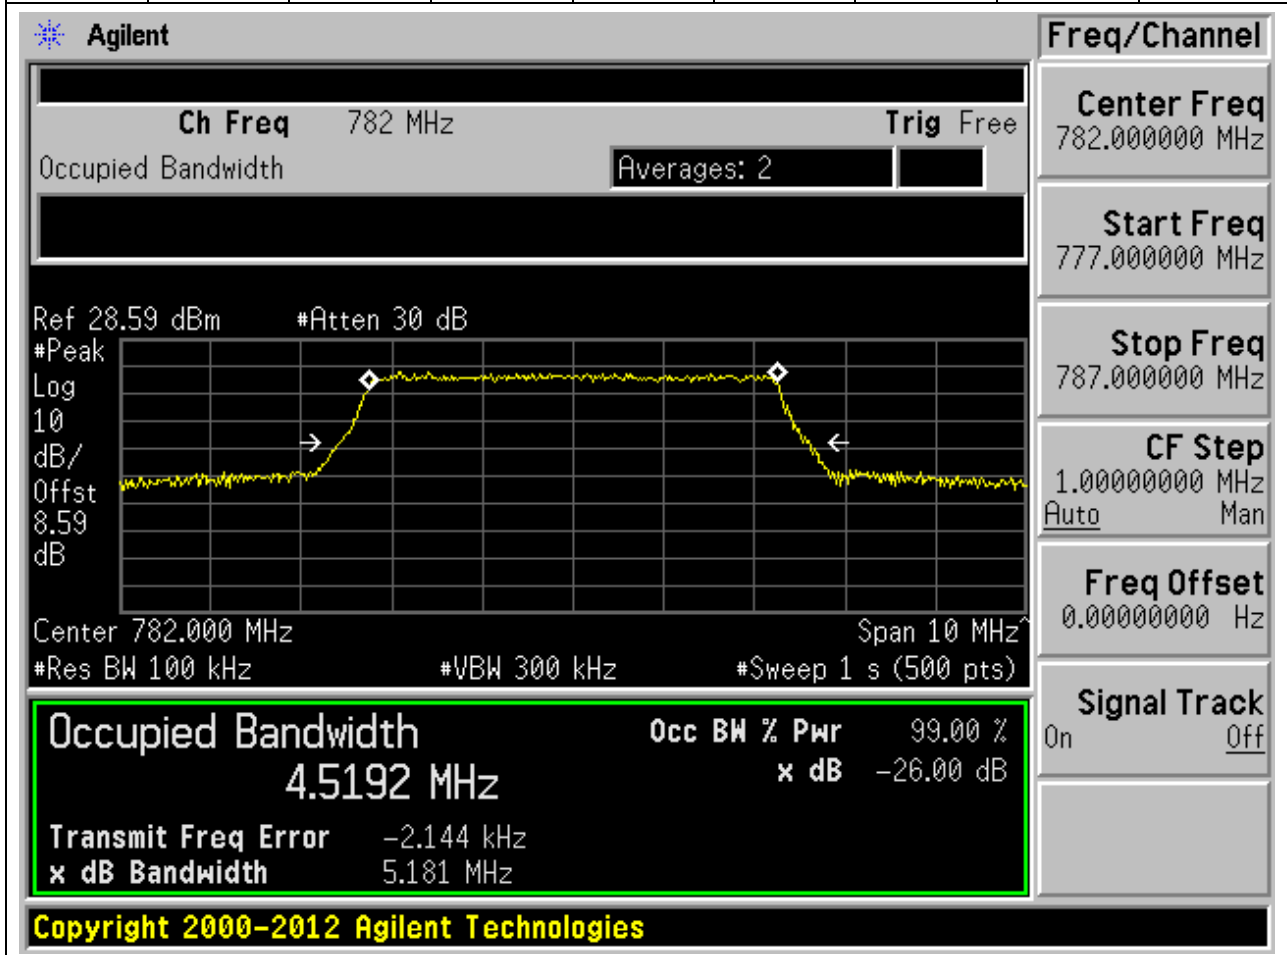 Agilent
Freq/Channel
Ch Freq 782 MHz Trig Free
Occupied Bandwidth Averages: 2
Ref 28.59 dBm #Atten 30 dB
#Peak
Log
10
dB/
Offst
8.59
dB
Center 782.000 MHz Span 10 MHz^
#Res BW 100 kHz #VBW 300 kHz #Sweep 1 s (500 pts)
Occupied Bandwidth Occ BW % Pwr 99.00 %
4.5192 MHz x dB -26.00 dB
Transmit Freq Error -2.144 kHz
x dB Bandwidth 5.181 MHz
Copyright 2000-2012 Agilent Technologies
Center Freq
782.000000 MHz
Start Freq
777.000000 MHz
Stop Freq
787.000000 MHz
CF Step
1.00000000 MHz
Auto Man
Freq Offset
0.00000000 Hz
Signal Track
On Off